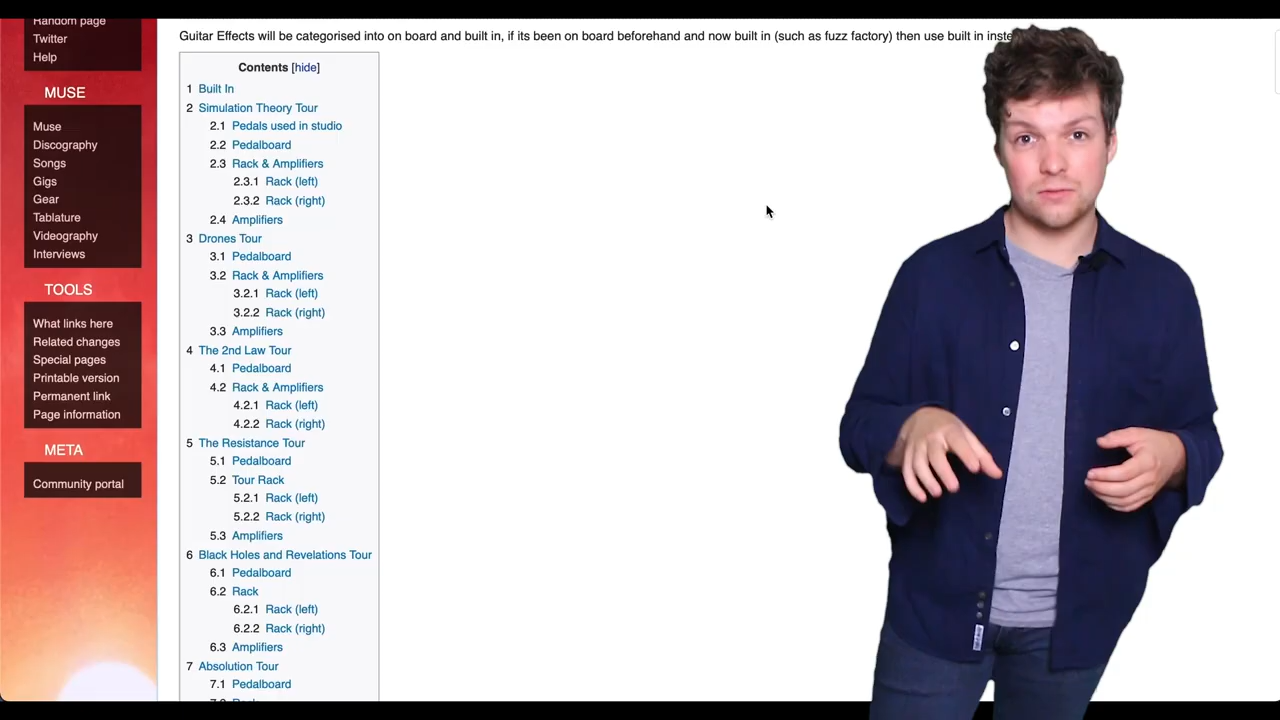 Random page
Twitter
Help
MUSE
Muse
Discography
Songs
Gigs
Gear
Tablature
Videography
Interviews
TOOLS
What links here
Related changes
Special pages
Printable version
Permanent link
Page information
META
Community portal
Guitar Effects will be categorised into on board and built in, if its been on board beforehand and now built in (such as fuzz factory) then use built in
Contents [hide]
1 Built In
2 Simulation Theory Tour
2.1 Pedals used in studio
2.2 Pedalboard
2.3 Rack & Amplifiers
2.3.1 Rack (left)
2.3.2 Rack (right)
2.4 Amplifiers
3 Drones Tour
3.1 Pedalboard
3.2 Rack & Amplifiers
3.2.1 Rack (left)
3.2.2 Rack (right)
3.3 Amplifiers
4 The 2nd Law Tour
4.1 Pedalboard
4.2 Rack & Amplifiers
4.2.1 Rack (left)
4.2.2 Rack (right)
5 The Resistance Tour
5.1 Pedalboard
5.2 Tour Rack
5.2.1 Rack (left)
5.2.2 Rack (right)
5.3 Amplifiers
6 Black Holes and Revelations Tour
6.1 Pedalboard
6.2 Rack
6.2.1 Rack (left)
6.2.2 Rack (right)
6.3 Amplifiers
7 Absolution Tour
7.1 Pedalboard